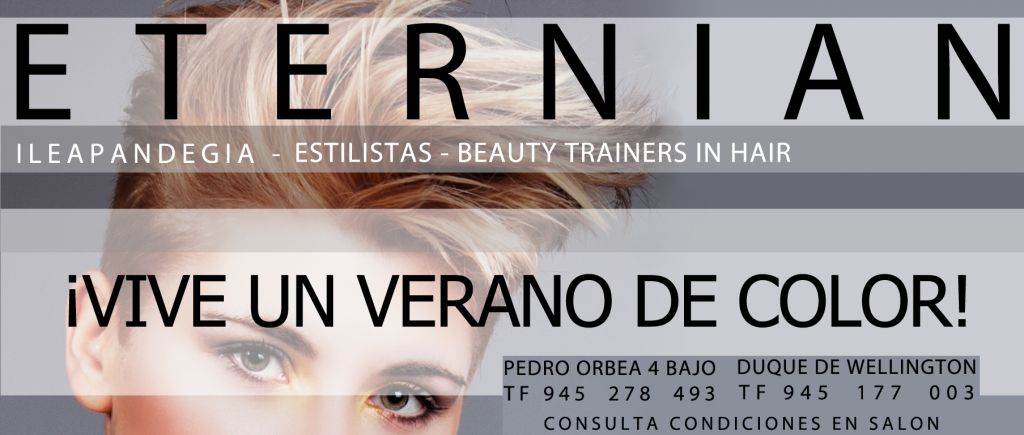 ETERNIAN
ILEAPANDEGIA - ESTILISTAS - BEAUTY TRAINERS IN HAIR
¡VIVE UN VERANO DE COLOR!
PEDRO ORBEA 4 BAJO DUQUE DE WELLINGTON
TF 945 278 493 TF 945 177 003
CONSULTA CONDICIONES EN SALON